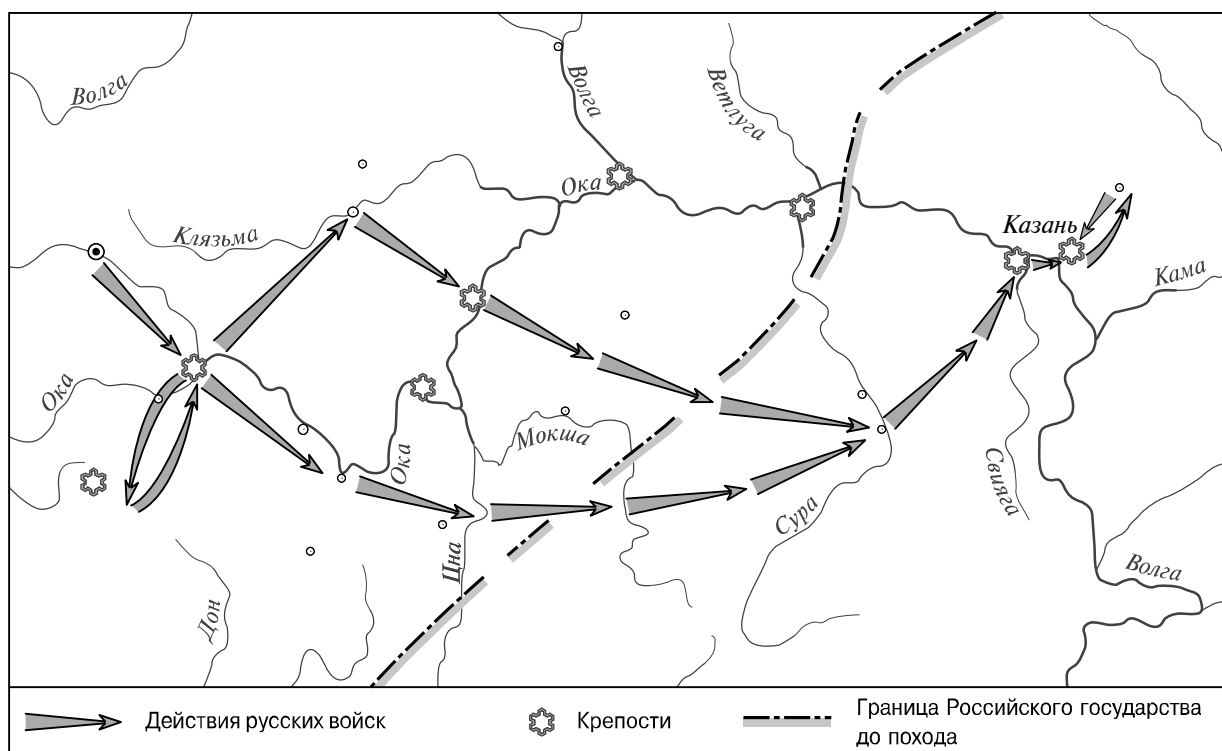 Волга
Волга
Ветлуга
Ока
Клязьма
Казань
Кама
Ока
Мокша
Ока
Свияга
Сура
Цна
Волга
Дон
Действия русских войск
Крепости
Граница Российского государства
до похода